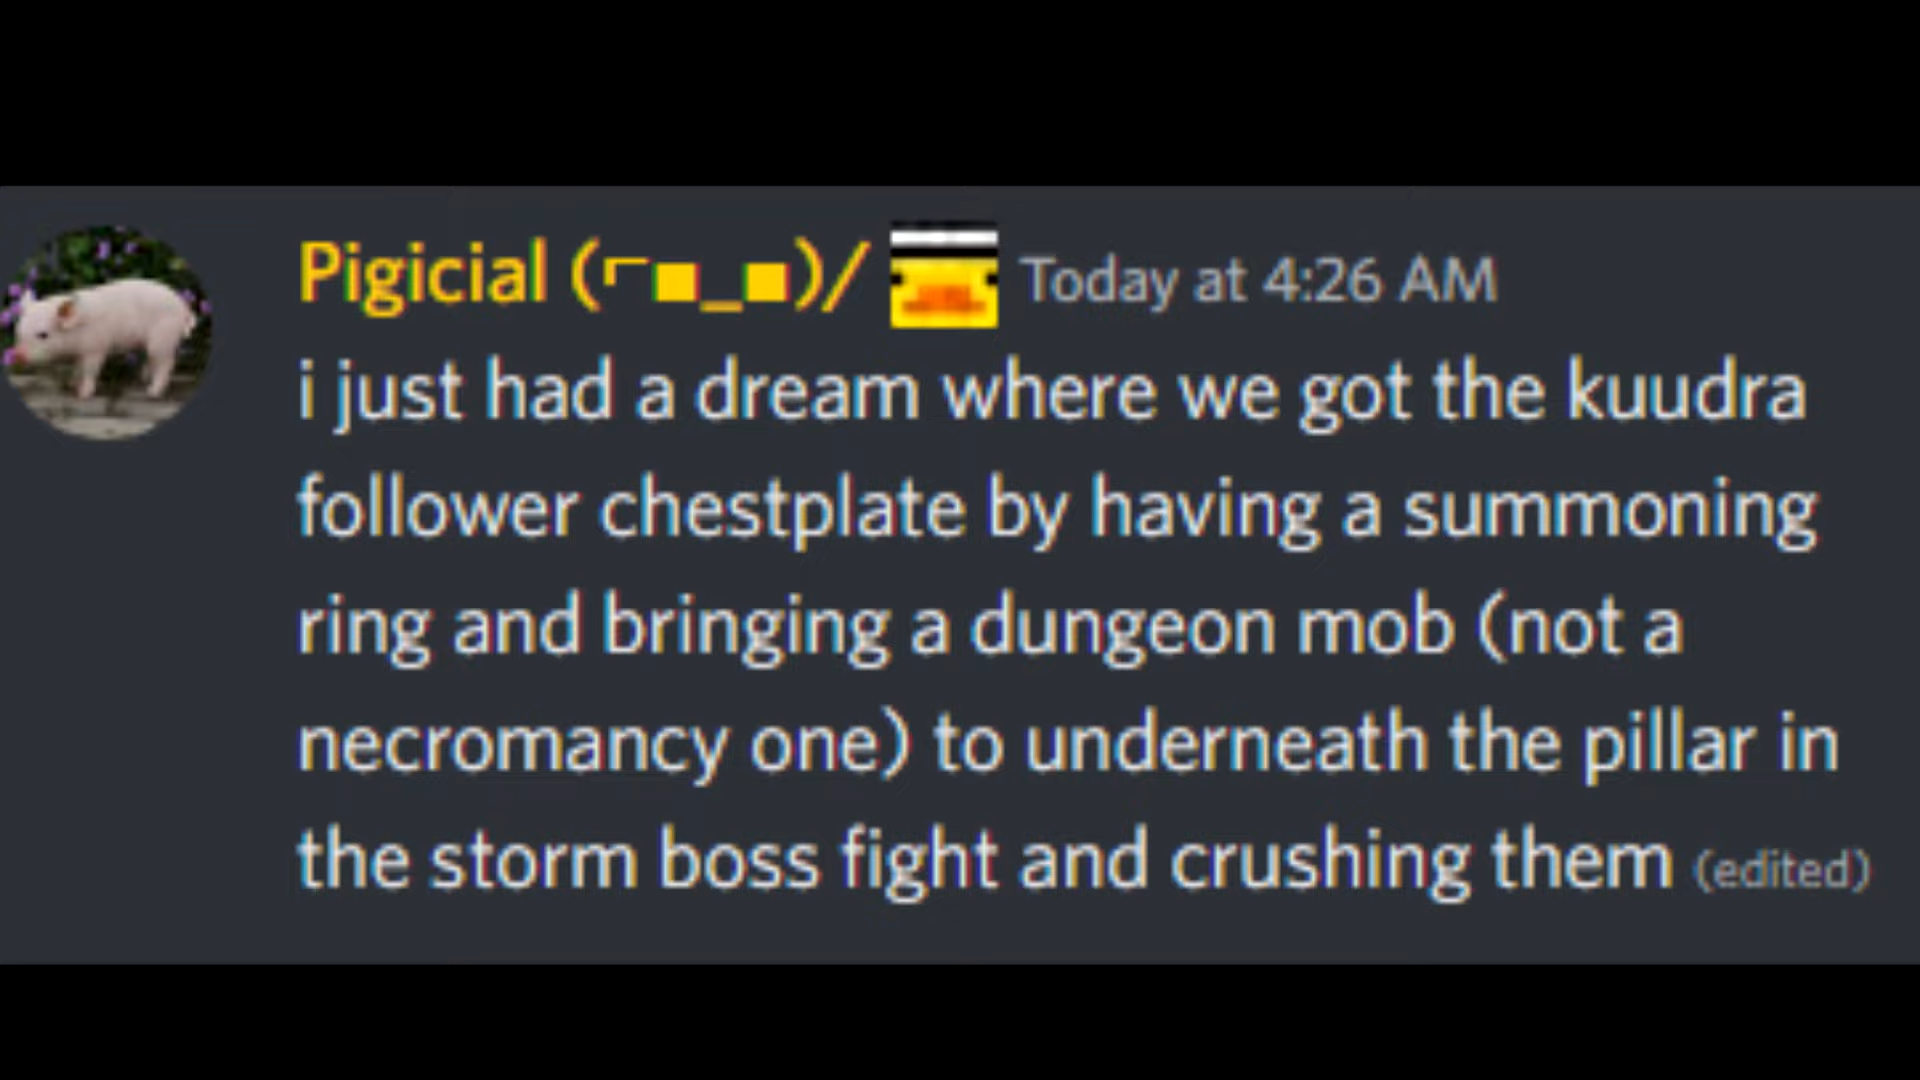 Pigicial (⌐■_■)/ Today at 4:26 AM
i just had a dream where we got the kuudra
follower chestplate by having a summoning
ring and bringing a dungeon mob (not a
necromancy one) to underneath the pillar in
the storm boss fight and crushing them (edited)